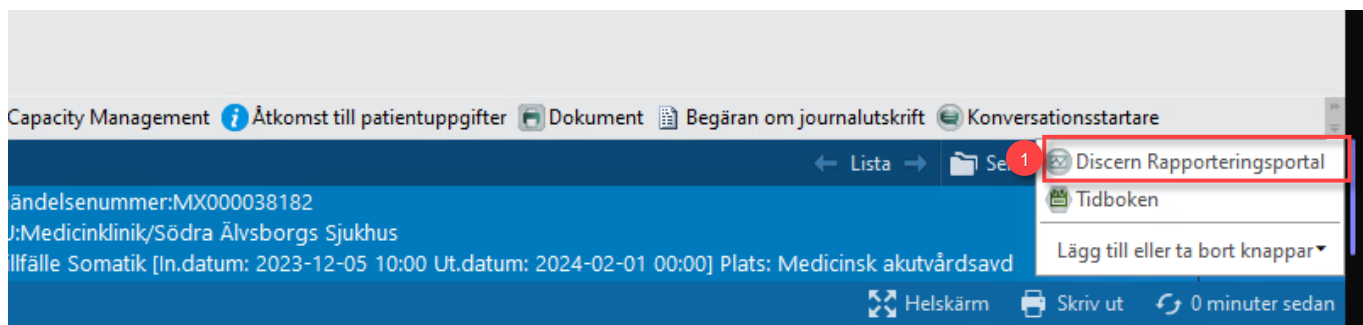 Capacity Management Åtkomst till patientuppgifter Dokument Begäran om journalutskrift Konversationsstartare
Lista
1 Discern Rapporteringsportal
ändelsenummer:MX000038182
Tidboken
:Medicinklinik/Södra Älvsborgs Sjukhus
Lägg till eller ta bort knappar
illfälle Somatik [In.datum: 2023-12-05 10:00 Ut.datum: 2024-02-01 00:00] Plats: Medicinsk akutvårdsavd
Helskärm Skriv ut 0 minuter sedan